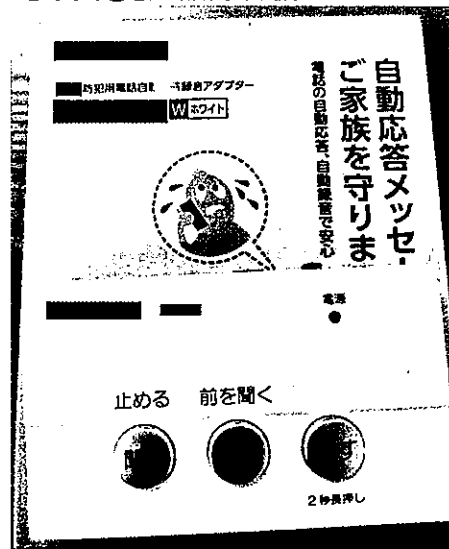 防犯用電話自動 録音アダプター
W ホワイト
自動応答メッセー
ご家族を守りま
電話の自動応答、自動録音で安心
電源
止める 前を聞く
2秒長押し